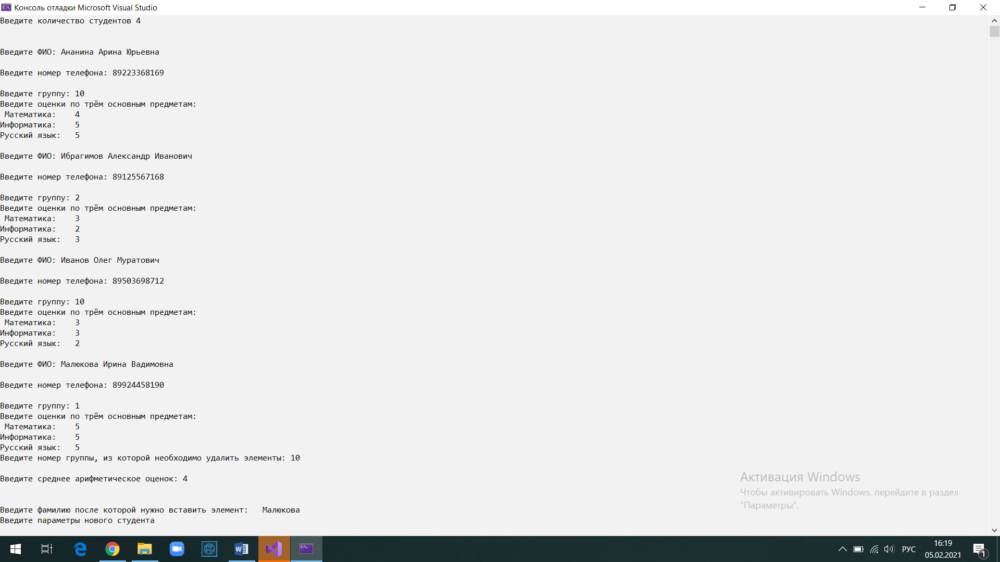 Консоль отладки Microsoft Visual Studio
Введите количество студентов 4
Введите ФИО: Ананина Арина Юрьевна
Введите номер телефона: 89223368169
Введите группу: 10
Введите оценки по трём основным предметам:
Математика: 4
Информатика: 5
Русский язык: 5
Введите ФИО: Ибрагимов Александр Иванович
Введите номер телефона: 89125567168
Введите группу: 2
Введите оценки по трём основным предметам:
Математика: 3
Информатика: 2
Русский язык: 3
Введите ФИО: Иванов Олег Муратович
Введите номер телефона: 89503698712
Введите группу: 10
Введите оценки по трём основным предметам:
Математика: 3
Информатика: 3
Русский язык: 2
Введите ФИО: Малюкова Ирина Вадимовна
Введите номер телефона: 89924458190
Введите группу: 1
Введите оценки по трём основным предметам:
Математика: 5
Информатика: 5
Русский язык: 5
Введите номер группы, из которой необходимо удалить элементы: 10
Введите среднее арифметическое оценок: 4
Введите фамилию после которой нужно вставить элемент: Малюкова
Введите параметры нового студента
Активация Windows
Чтобы активировать Windows, перейдите в раздел
"Параметры".
РУС
16:19
05.02.2021
1